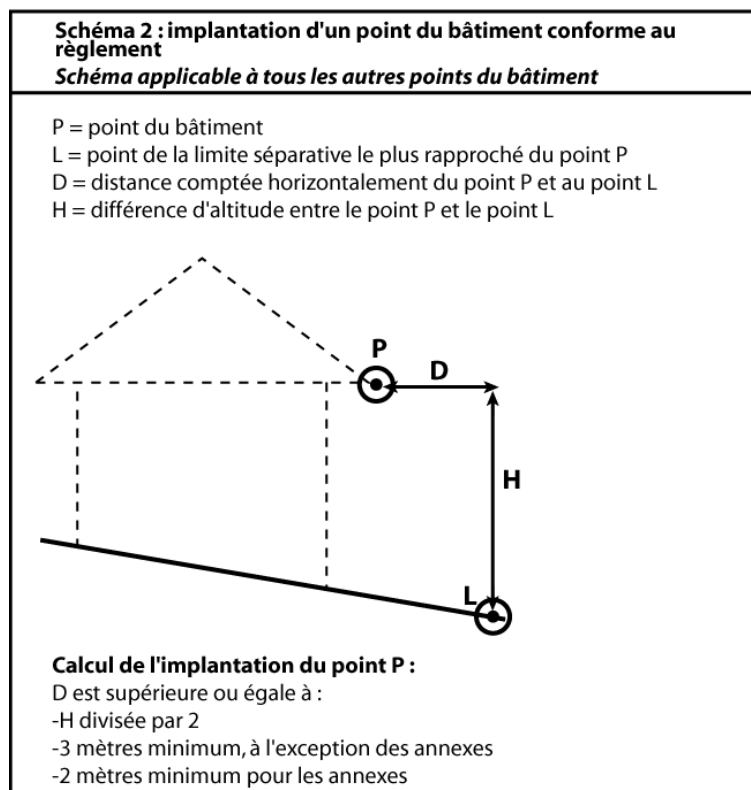 Schéma 2 : implantation d'un point du bâtiment conforme au
règlement
Schéma applicable à tous les autres points du bâtiment
P = point du bâtiment
L = point de la limite séparative le plus rapproché du point P
D = distance comptée horizontalement du point P et au point L
H = différence d'altitude entre le point P et le point L
P
D
H
L
Calcul de l'implantation du point P :
D est supérieure ou égale à :
-H divisée par 2
-3 mètres minimum, à l'exception des annexes
-2 mètres minimum pour les annexes